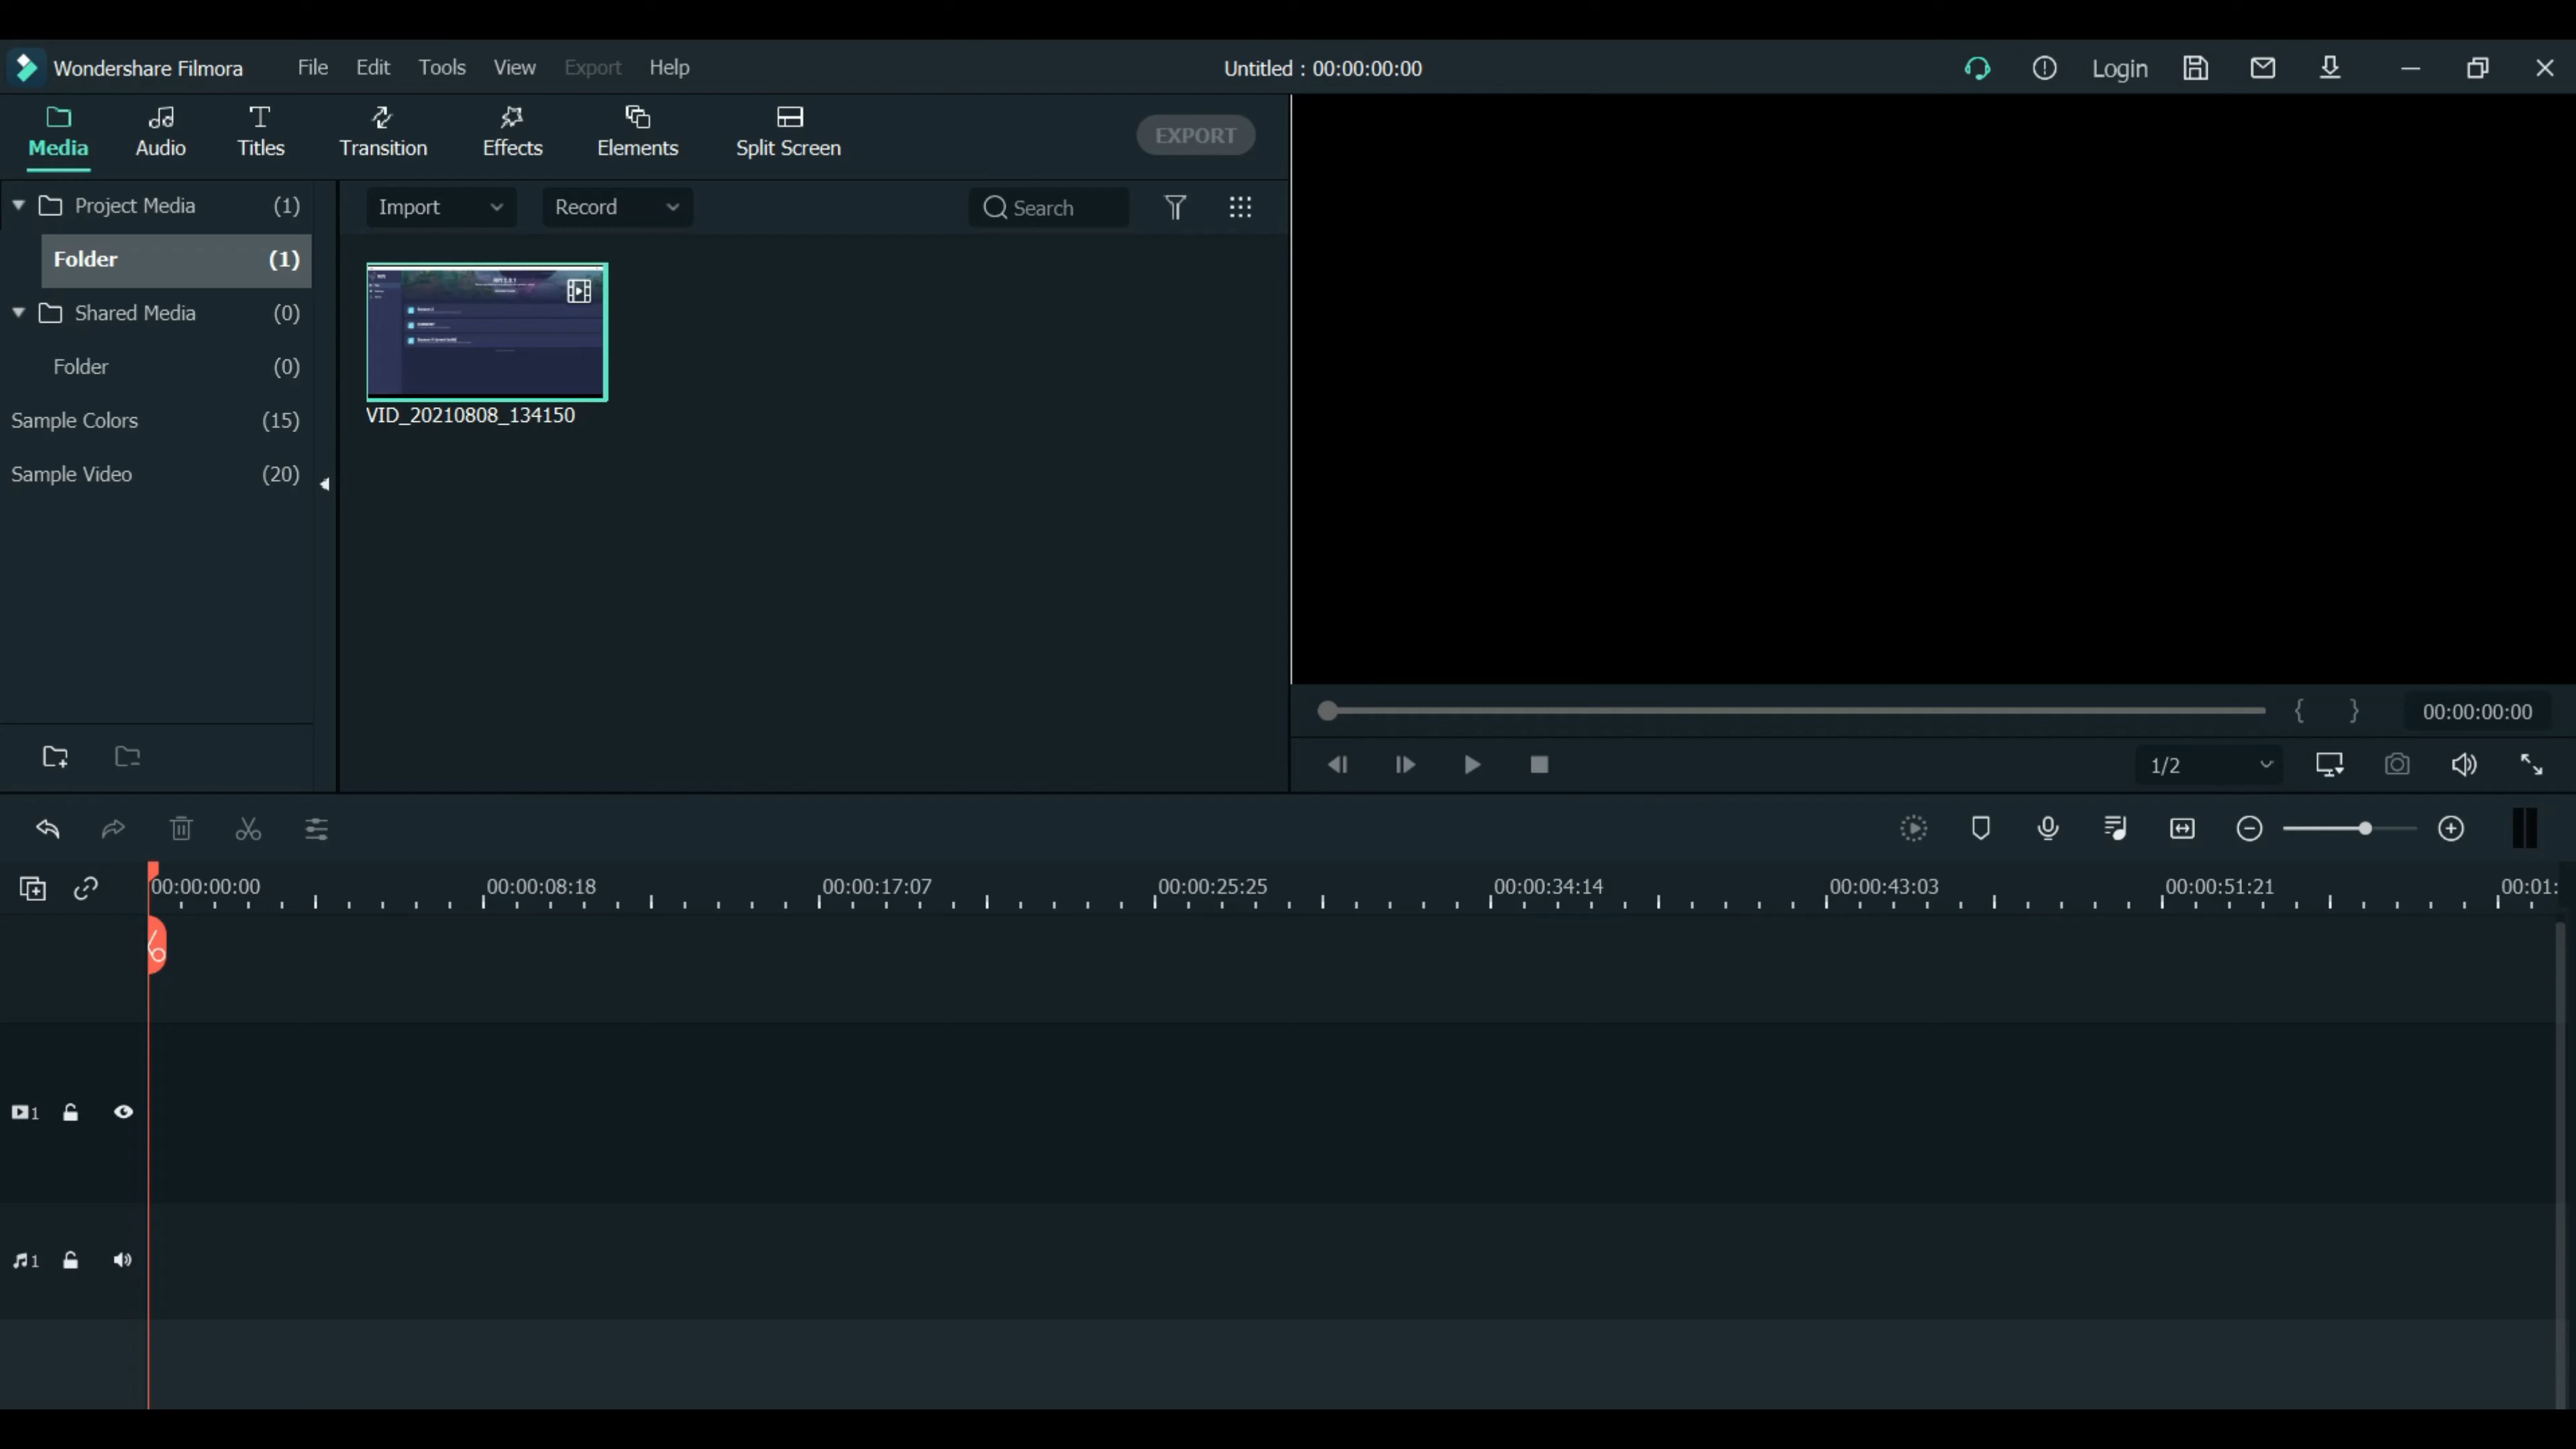 Wondershare Filmora File Edit Tools View Export Help Untitled : 00:00:00:00 Login
Media Audio Titles Transition Effects Elements Split Screen EXPORT
Project Media (1)
Folder (1)
Shared Media (0)
Folder (0)
Sample Colors (15)
Sample Video (20)
Import Record Search
VID_20210808_134150
{ } 00:00:00:00
1/2
00:00:00:00 00:00:08:18 00:00:17:07 00:00:25:25 00:00:34:14 00:00:43:03 00:00:51:21 00:01:
1
1